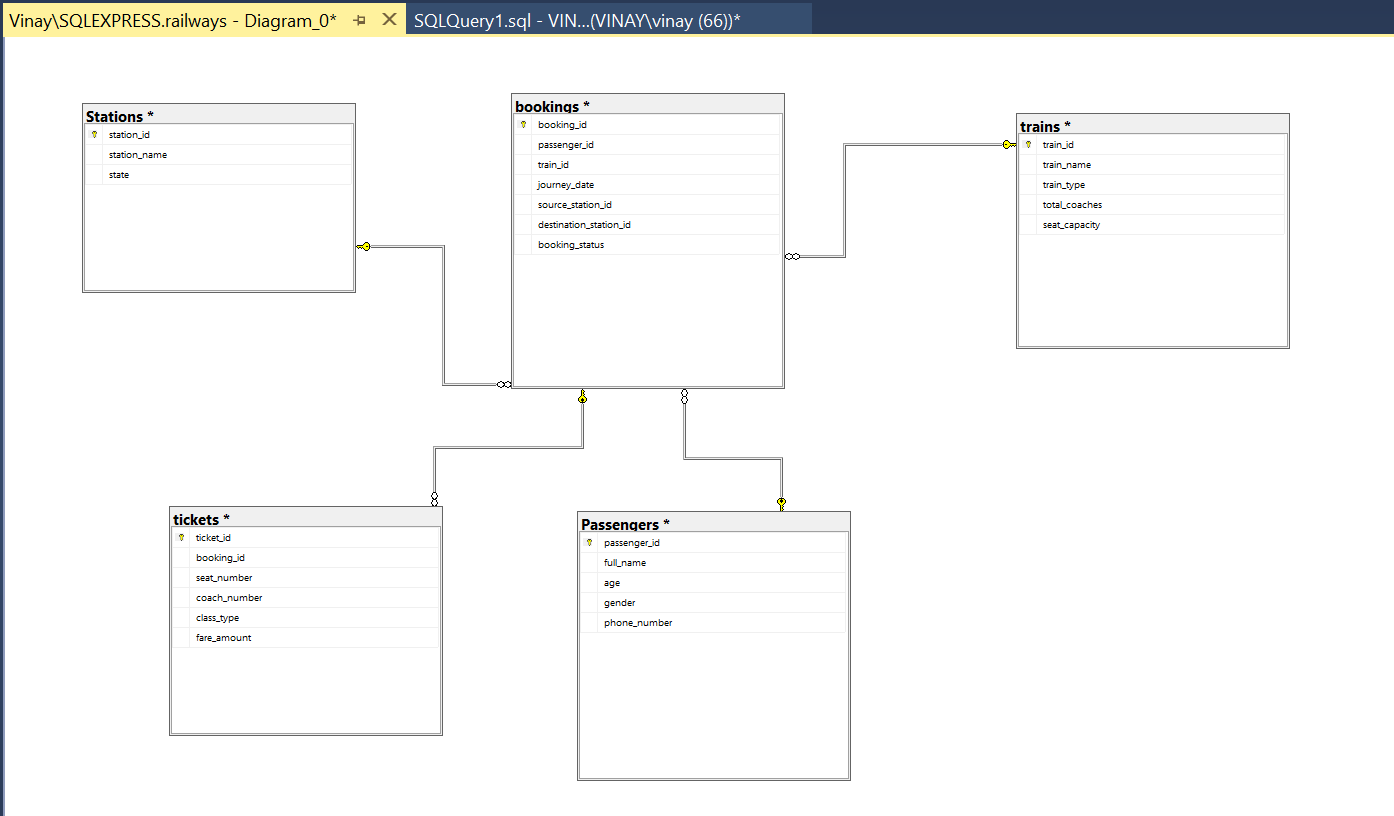 Vinay\SQLEXPRESS.railways - Diagram_0*
SQLQuery1.sql - VIN...(VINAY\vinay (66))*
Stations *
station_id
station_name
state
bookings *
booking_id
passenger_id
train_id
journey_date
source_station_id
destination_station_id
booking_status
trains *
train_id
train_name
train_type
total_coaches
seat_capacity
tickets *
ticket_id
booking_id
seat_number
coach_number
class_type
fare_amount
Passengers *
passenger_id
full_name
age
gender
phone_number